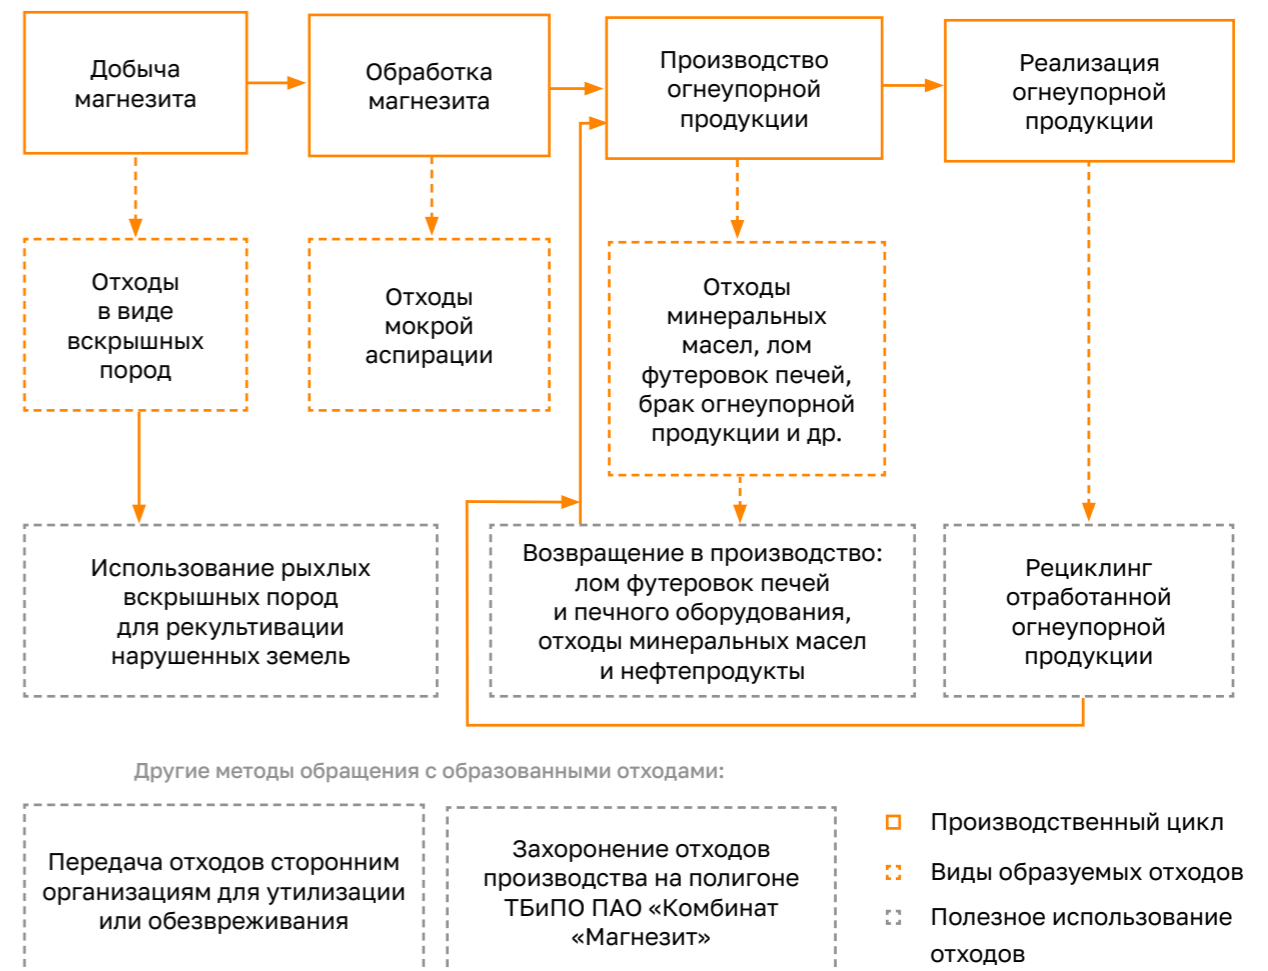 Добыча
магнезита
Обработка
магнезита
Производство
огнеупорной
продукции
Реализация
огнеупорной
продукции
Отходы
в виде
вскрышных
пород
Отходы
мокрой
аспирации
Отходы
минеральных
масел, лом
футеровок печей,
брак огнеупорной
продукции и др.
Использование рыхлых
вскрышных пород
для рекультивации
нарушенных земель
Возвращение в производство:
лом футеровок печей
и печного оборудования,
отходы минеральных масел
и нефтепродукты
Рециклинг
отработанной
огнеупорной
продукции
Другие методы обращения с образованными отходами:
Передача отходов сторонним
организациям для утилизации
или обезвреживания
Захоронение отходов
производства на полигоне
ТБиПО ПАО «Комбинат
«Магнезит»
Производственный цикл
Виды образуемых отходов
Полезное использование
отходов